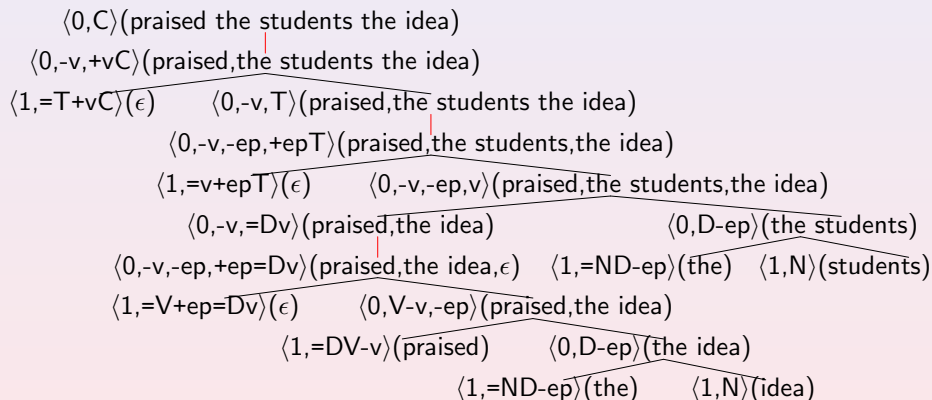 ⟨0,C⟩(praised the students the idea)
⟨0,-v,+vC⟩(praised,the students the idea)
⟨1,=T+vC⟩(ϵ) ⟨0,-v,T⟩(praised,the students the idea)
⟨0,-v,-ep,+epT⟩(praised,the students,the idea)
⟨1,=v+epT⟩(ϵ) ⟨0,-v,-ep,v⟩(praised,the students,the idea)
⟨0,-v,=Dv⟩(praised,the idea) ⟨0,D-ep⟩(the students)
⟨0,-v,-ep,+ep=Dv⟩(praised,the idea,ϵ) ⟨1,=ND-ep⟩(the) ⟨1,N⟩(students)
⟨1,=V+ep=Dv⟩(ϵ) ⟨0,V-v,-ep⟩(praised,the idea)
⟨1,=DV-v⟩(praised) ⟨0,D-ep⟩(the idea)
⟨1,=ND-ep⟩(the) ⟨1,N⟩(idea)